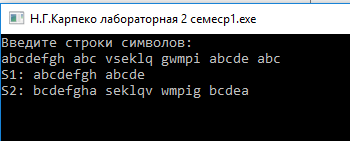 Н.Г.Карпеко лабораторная 2 семеср1.exe
Введите строки символов:
abcdefgh abc vseklq gwmpi abcde abc
S1: abcdefgh abcde
S2: bcdefgha seklqv wmpig bcdea